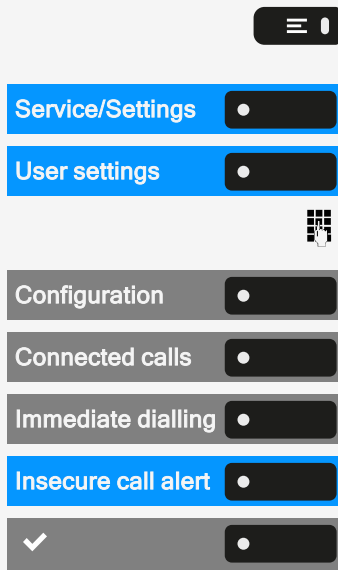 Service/Settings
User settings
Configuration
Connected calls
Immediate dialling
Insecure call alert